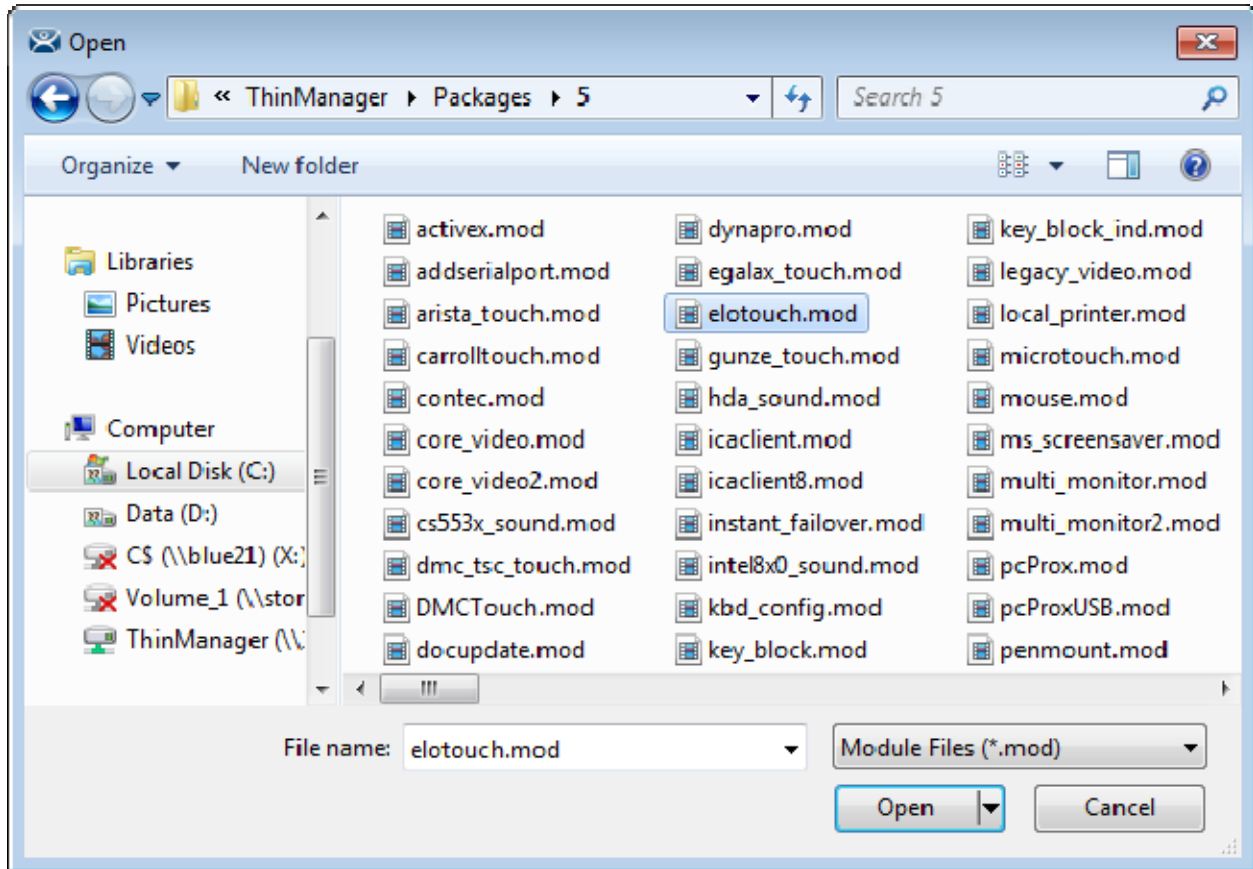 Open
« ThinManager ▸ Packages ▸ 5
Search 5
Organize
New folder
Libraries
Pictures
Videos
Computer
Local Disk (C:)
Data (D:)
C$ (\\blue21) (X:)
Volume_1 (\\stor
ThinManager (\\
activex.mod
addserialport.mod
arista_touch.mod
carrolltouch.mod
contec.mod
core_video.mod
core_video2.mod
cs553x_sound.mod
dmc_tsc_touch.mod
DMCTouch.mod
docupdate.mod
dynapro.mod
egalax_touch.mod
elotouch.mod
gunze_touch.mod
hda_sound.mod
icaclient.mod
icaclient8.mod
instant_failover.mod
intel8x0_sound.mod
kbd_config.mod
key_block.mod
key_block_ind.mod
legacy_video.mod
local_printer.mod
microtouch.mod
mouse.mod
ms_screensaver.mod
multi_monitor.mod
multi_monitor2.mod
pcProx.mod
pcProxUSB.mod
penmount.mod
File name: elotouch.mod
Module Files (*.mod)
Open
Cancel